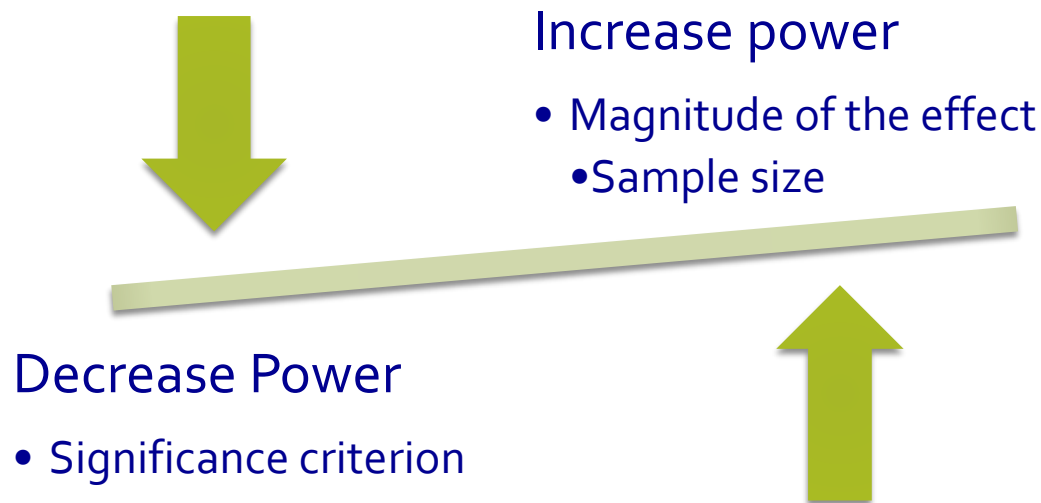 Increase power
• Magnitude of the effect
•Sample size
Decrease Power
• Significance criterion